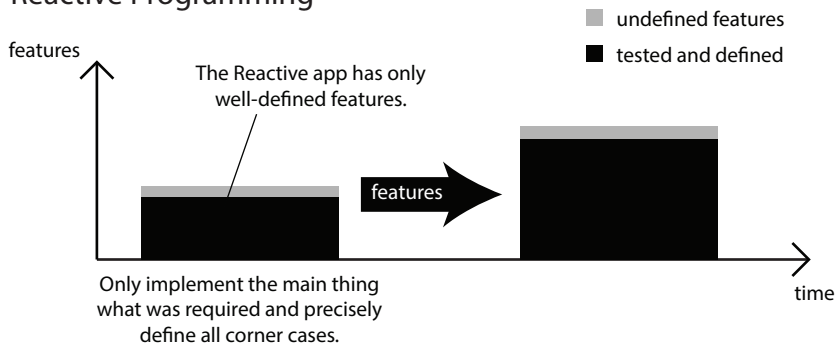 Reactive Programming
undefined features
tested and defined
features
The Reactive app has only
well-defined features.
features
Only implement the main thing
what was required and precisely
define all corner cases.
time